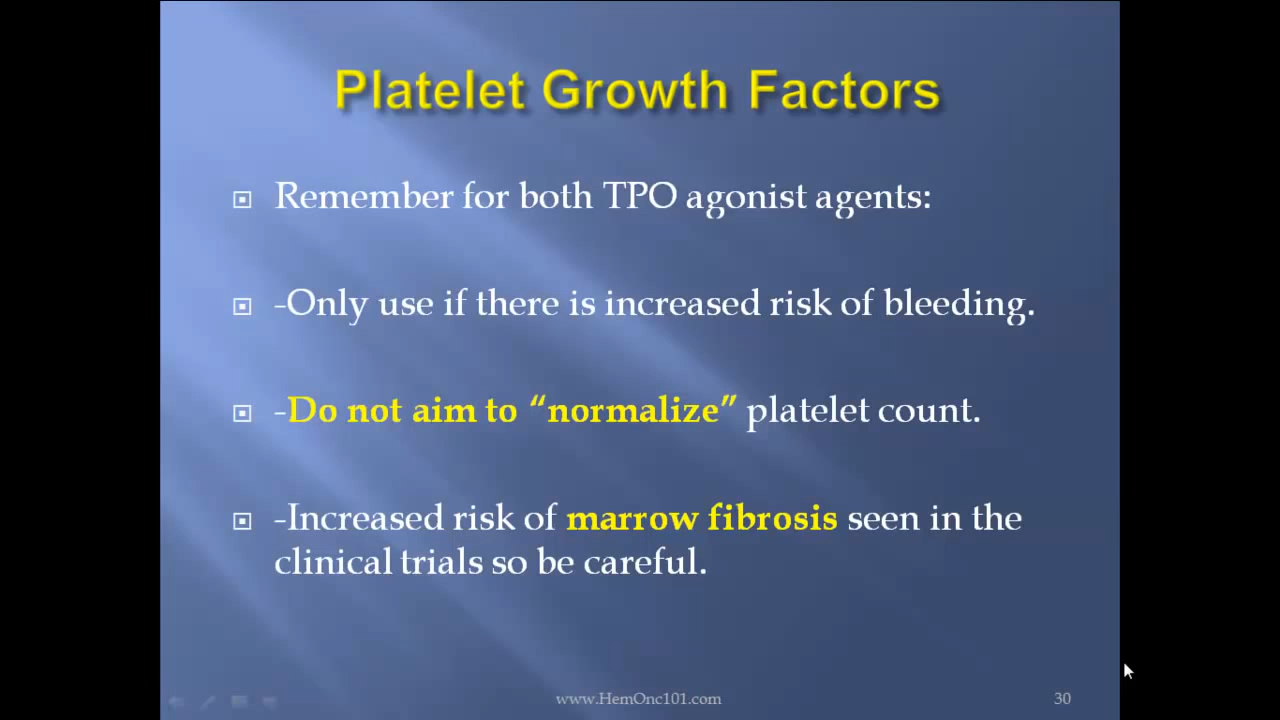 Platelet Growth Factors
Remember for both TPO agonist agents:
-Only use if there is increased risk of bleeding.
-Do not aim to “normalize” platelet count.
-Increased risk of marrow fibrosis seen in the
clinical trials so be careful.
www.HemOnc101.com
30